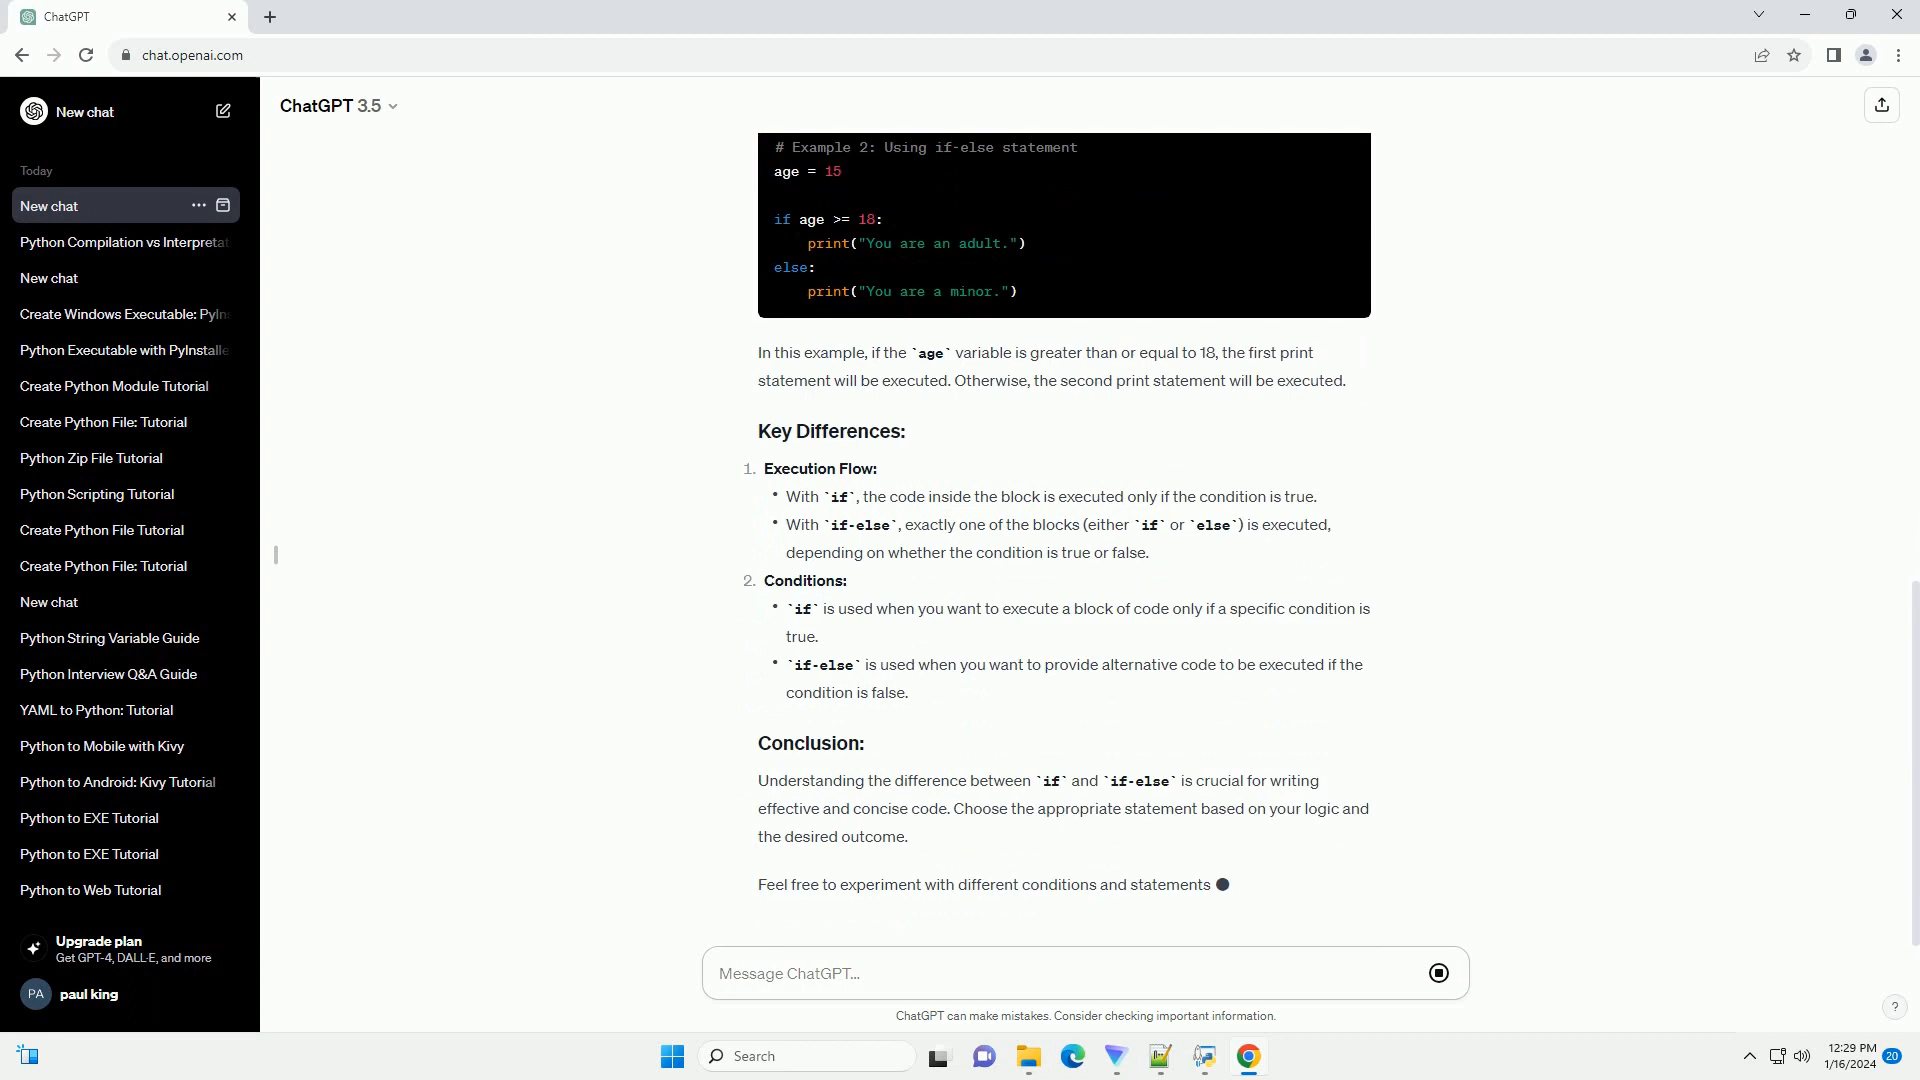 ChatGPT
chat.openai.com
New chat
ChatGPT 3.5
Today
New chat
Python Compilation vs Interpretat
New chat
Create Windows Executable: PyIns
Python Executable with PyInstalle
Create Python Module Tutorial
Create Python File: Tutorial
Python Zip File Tutorial
Python Scripting Tutorial
Create Python File Tutorial
Create Python File: Tutorial
New chat
Python String Variable Guide
Python Interview Q&A Guide
YAML to Python: Tutorial
Python to Mobile with Kivy
Python to Android: Kivy Tutorial
Python to EXE Tutorial
Python to EXE Tutorial
Python to Web Tutorial
Upgrade plan
Get GPT-4, DALL·E, and more
PA paul king
# Example 2: Using if-else statement
age = 15
if age >= 18:
    print("You are an adult.")
else:
    print("You are a minor.")
In this example, if the `age` variable is greater than or equal to 18, the first print
statement will be executed. Otherwise, the second print statement will be executed.
Key Differences:
1. Execution Flow:
• With `if`, the code inside the block is executed only if the condition is true.
• With `if-else`, exactly one of the blocks (either `if` or `else`) is executed,
depending on whether the condition is true or false.
2. Conditions:
• `if` is used when you want to execute a block of code only if a specific condition is
true.
• `if-else` is used when you want to provide alternative code to be executed if the
condition is false.
Conclusion:
Understanding the difference between `if` and `if-else` is crucial for writing
effective and concise code. Choose the appropriate statement based on your logic and
the desired outcome.
Feel free to experiment with different conditions and statements
Message ChatGPT...
ChatGPT can make mistakes. Consider checking important information.
?
Search
12:29 PM
1/16/2024
20